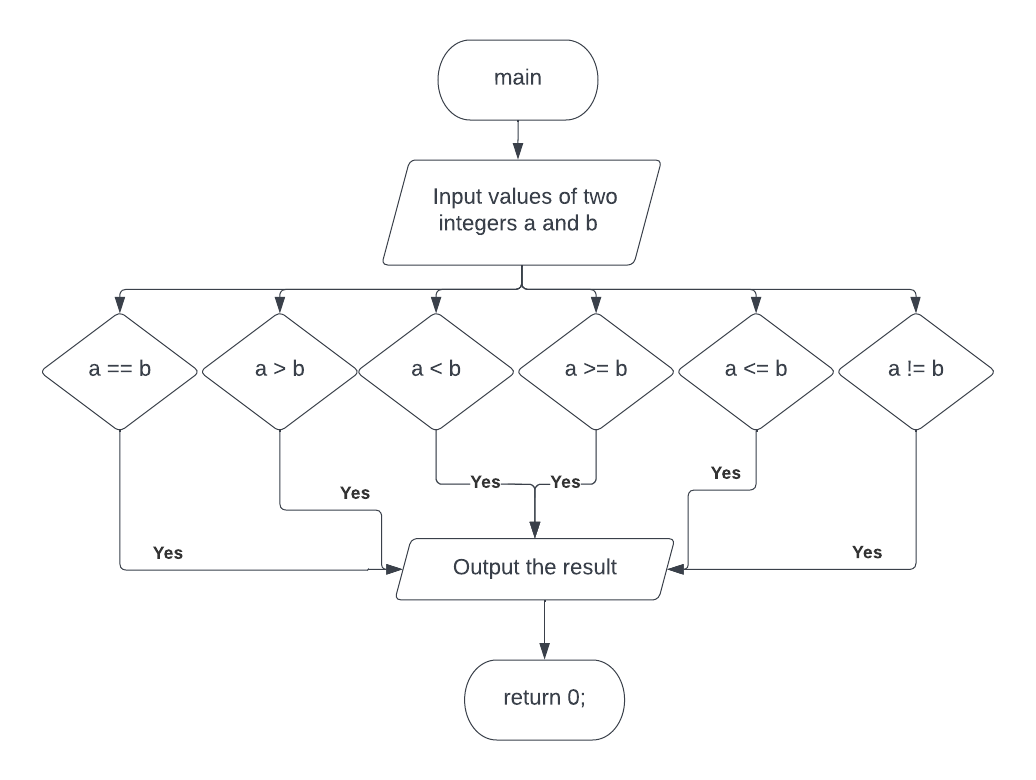 main
Input values of two
integers a and b
a == b
a > b
a < b
a >= b
a <= b
a != b
Yes
Yes
Yes
Yes
Yes
Yes
Output the result
return 0;